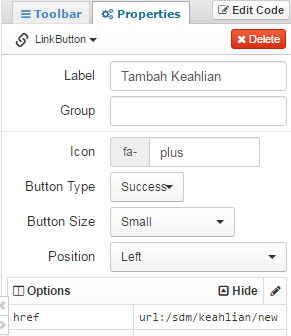 Toolbar Properties Edit Code
LinkButton Delete
Label Tambah Keahlian
Group
Icon fa- plus
Button Type Success
Button Size Small
Position Left
Options Hide
href url:/sdm/keahlian/new